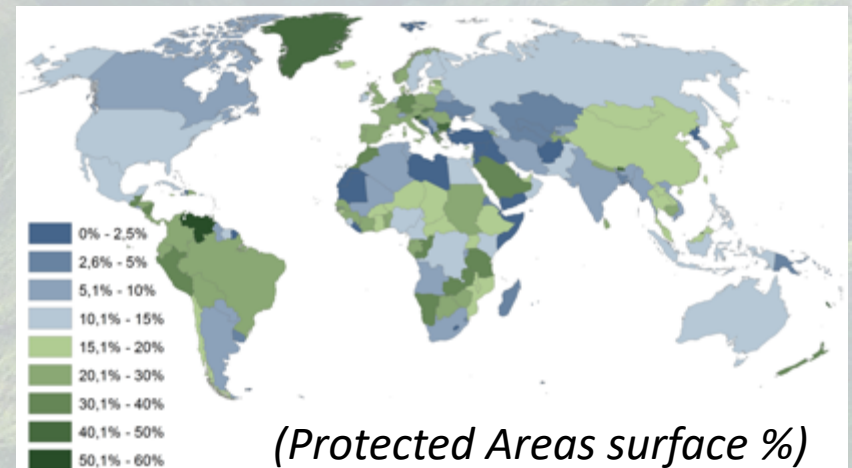 0% - 2,5%
2,6% - 5%
5,1% - 10%
10,1% - 15%
15,1% - 20%
20,1% - 30%
30,1% - 40%
40,1% - 50%
50,1% - 60%
(Protected Areas surface %)